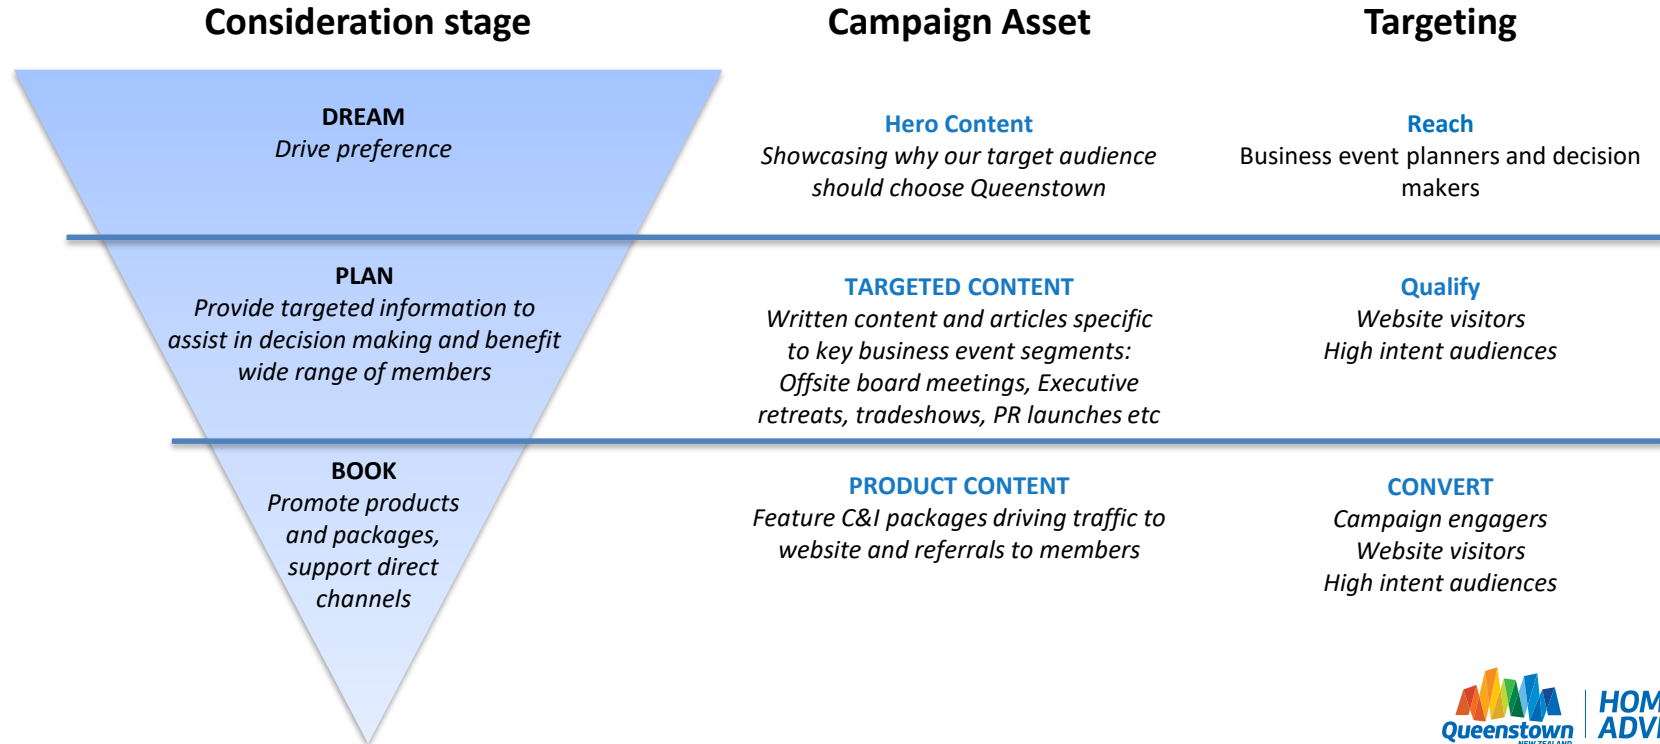 Consideration stage
Campaign Asset
Targeting
DREAM
Drive preference
Hero Content
Showcasing why our target audience
should choose Queenstown
Reach
Business event planners and decision
makers
PLAN
Provide targeted information to
assist in decision making and benefit
wide range of members
TARGETED CONTENT
Written content and articles specific
to key business event segments:
Offsite board meetings, Executive
retreats, tradeshows, PR launches etc
Qualify
Website visitors
High intent audiences
BOOK
Promote products
and packages,
support direct
channels
PRODUCT CONTENT
Feature C&I packages driving traffic to
website and referrals to members
CONVERT
Campaign engagers
Website visitors
High intent audiences
Queenstown
NEW ZEALAND
HOM
ADV